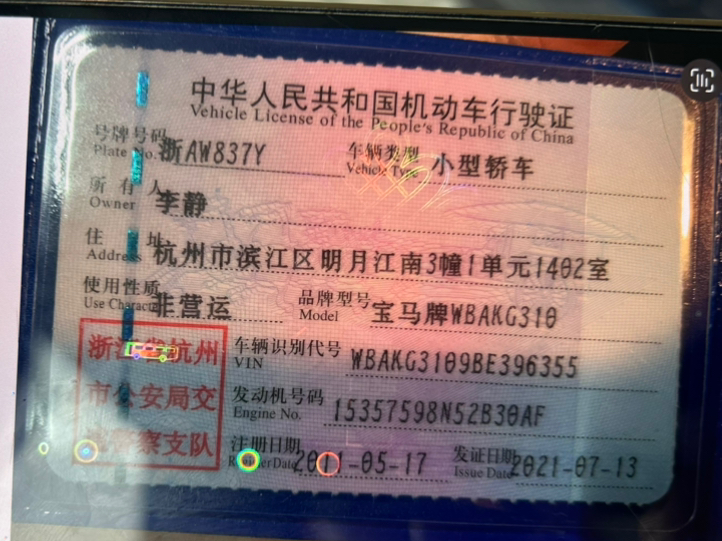 中华人民共和国机动车行驶证
Vehicle License of the People's Republic of China
号牌号码 Plate No. 浙AW837Y 车辆类型 Vehicle Type 小型轿车
所有人 Owner 李静
住址 Address 杭州市滨江区明月江南3幢1单元1402室
使用性质 Use Character 非营运 品牌型号 Model 宝马牌WBAKG310
车辆识别代号 VIN WBAKG3109BE396355
发动机号码 Engine No. 15357598N52B30AF
注册日期 Register Date 2011-05-17 发证日期 Issue Date 2021-07-13
浙江省杭州
市公安局交
警察支队